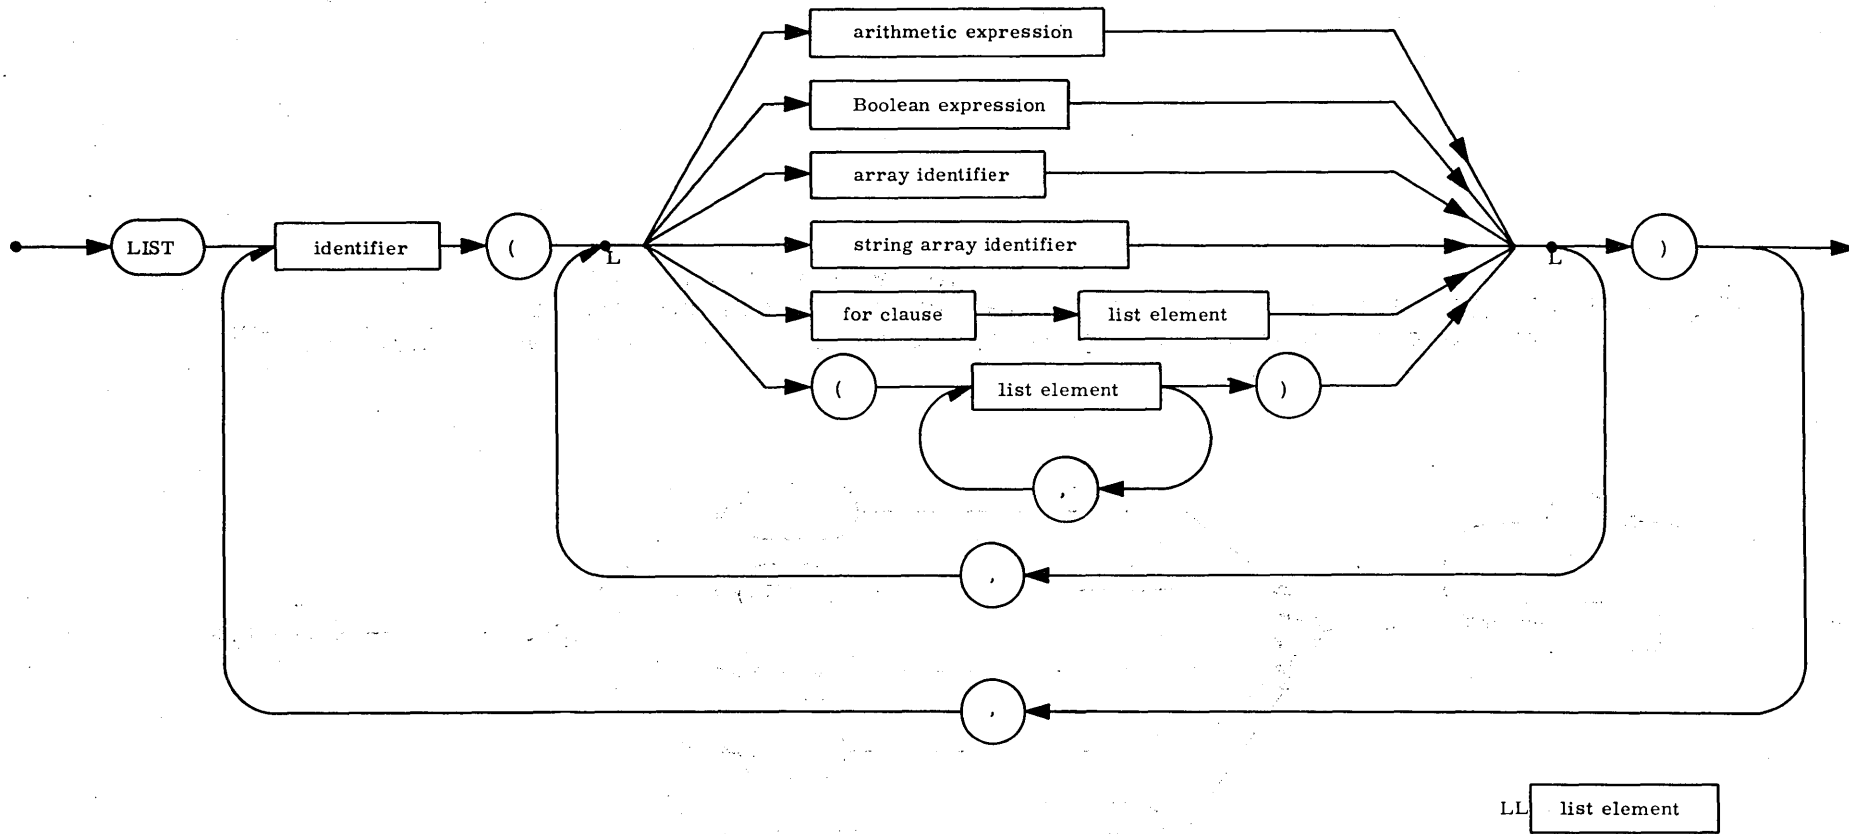 arithmetic expression
Boolean expression
array identifier
LIST
identifier
(
L
string array identifier
L
)
for clause
list element
(
list element
)
,
,
,
LL list element